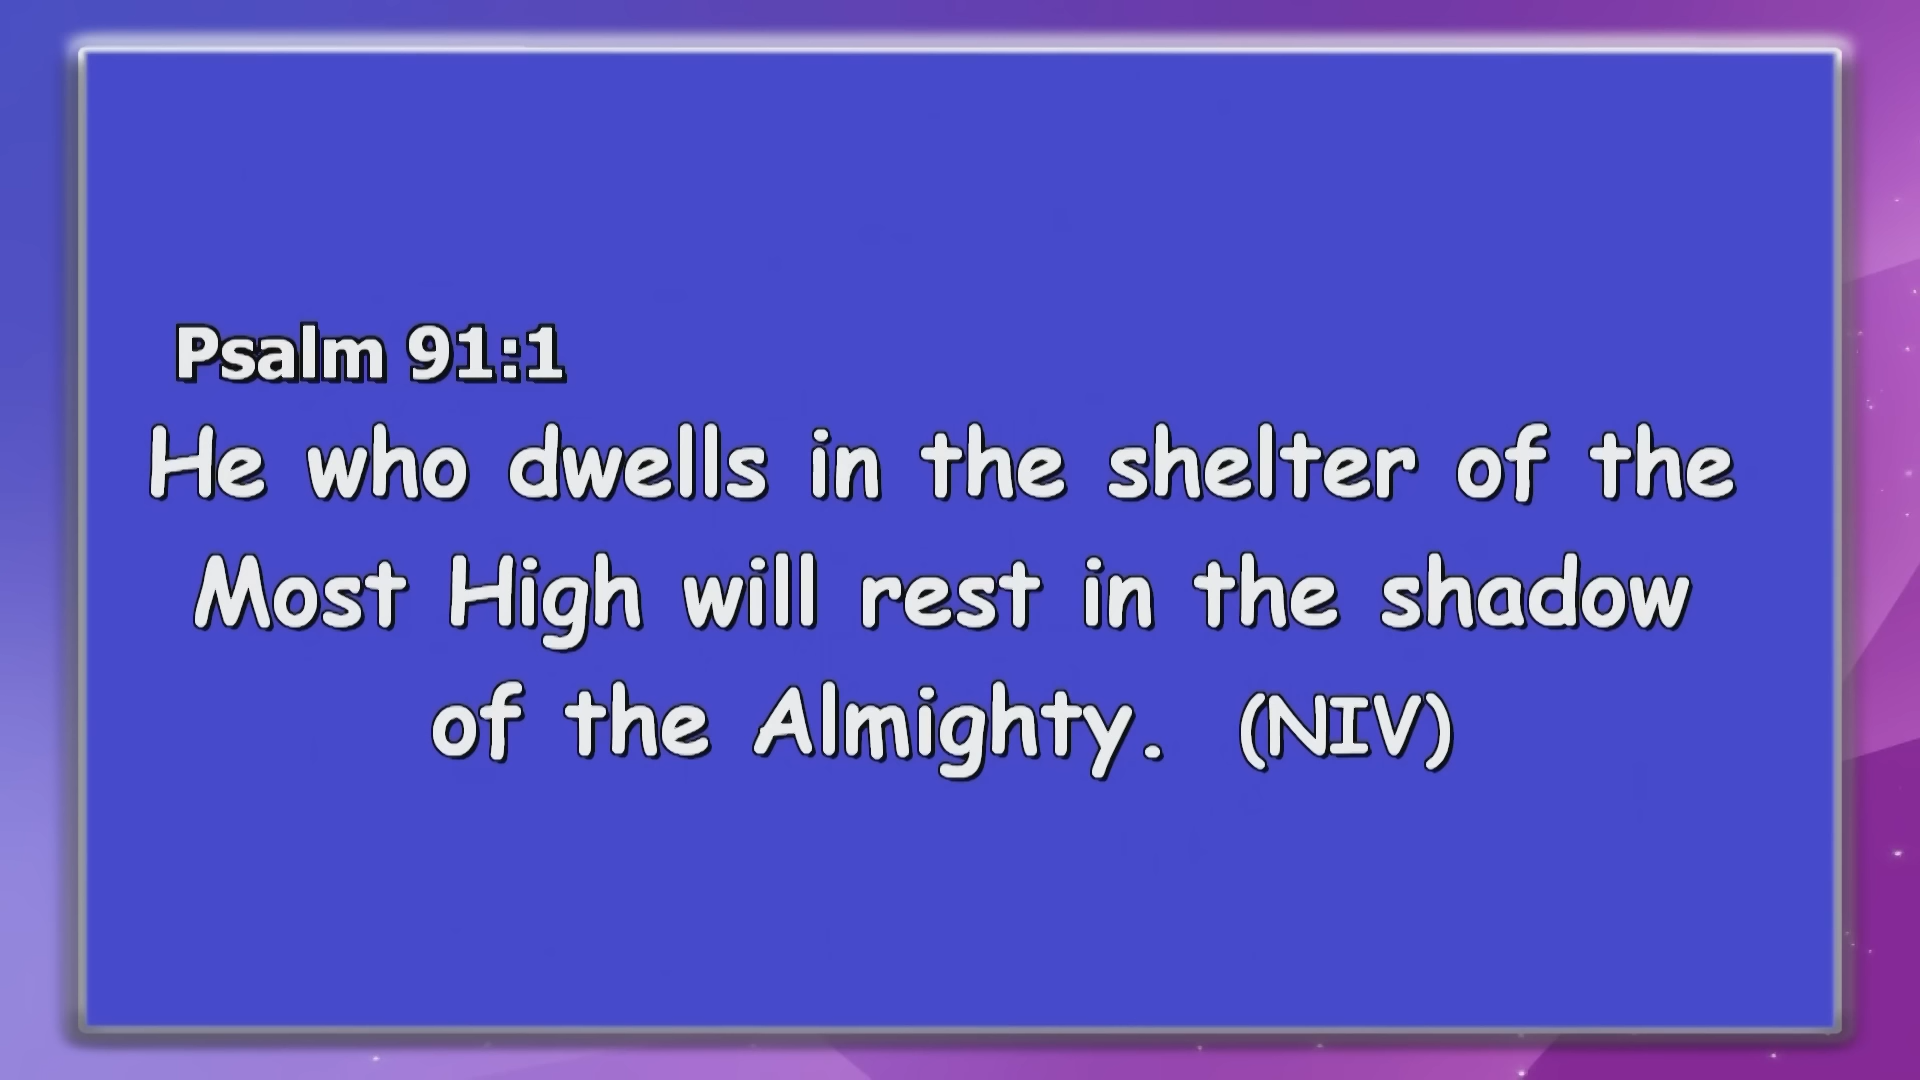 Psalm 91:1
He who dwells in the shelter of the
Most High will rest in the shadow
of the Almighty. (NIV)